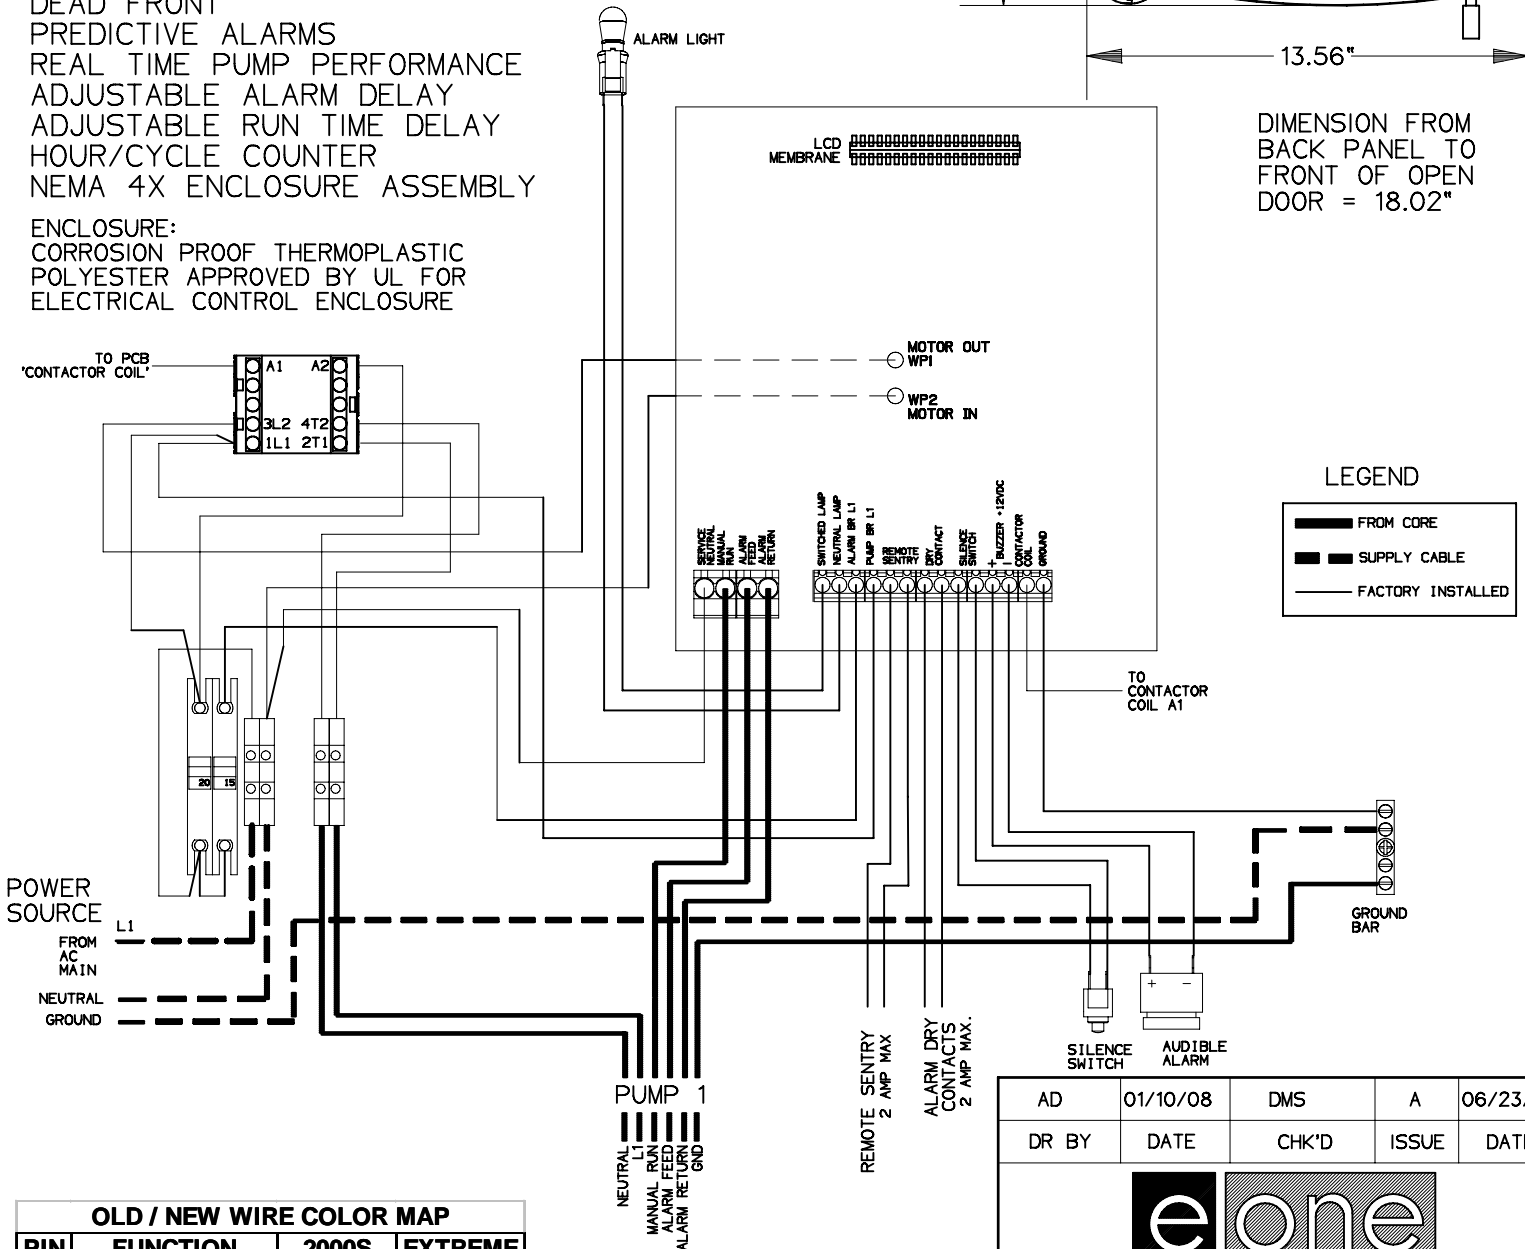 DEAD FRONT
PREDICTIVE ALARMS
REAL TIME PUMP PERFORMANCE
ADJUSTABLE ALARM DELAY
ADJUSTABLE RUN TIME DELAY
HOUR/CYCLE COUNTER
NEMA 4X ENCLOSURE ASSEMBLY
ENCLOSURE:
CORROSION PROOF THERMOPLASTIC
POLYESTER APPROVED BY UL FOR
ELECTRICAL CONTROL ENCLOSURE
ALARM LIGHT
13.56"
DIMENSION FROM
BACK PANEL TO
FRONT OF OPEN
DOOR = 18.02"
LCD
MEMBRANE
MOTOR OUT
WP1
WP2
MOTOR IN
TO PCB
'CONTACTOR COIL'
A1 A2
3L2 4T2
1L1 2T1
LEGEND
FROM CORE
SUPPLY CABLE
FACTORY INSTALLED
SERVICE
NEUTRAL
MANUAL
RUN
ALARM
FEED
ALARM
RETURN
SWITCHED LAMP
NEUTRAL LAMP
ALARM BR L1
PUMP BR L1
REMOTE
SENTRY
DRY
CONTACT
SILENCE
SWITCH
+ BUZZER +12VDC
–
CONTACTOR
COIL
GROUND
TO
CONTACTOR
COIL A1
20 15
POWER
SOURCE
L1
FROM
AC
MAIN
NEUTRAL
GROUND
GROUND
BAR
+ –
SILENCE
SWITCH
AUDIBLE
ALARM
REMOTE SENTRY
2 AMP MAX
ALARM DRY
CONTACTS
2 AMP MAX.
PUMP 1
NEUTRAL
L1
MANUAL RUN
ALARM FEED
ALARM RETURN
GND
AD 01/10/08 DMS A 06/23/
DR BY DATE CHK'D ISSUE DATE
eone
OLD / NEW WIRE COLOR MAP
PIN FUNCTION 2000S EXTREME